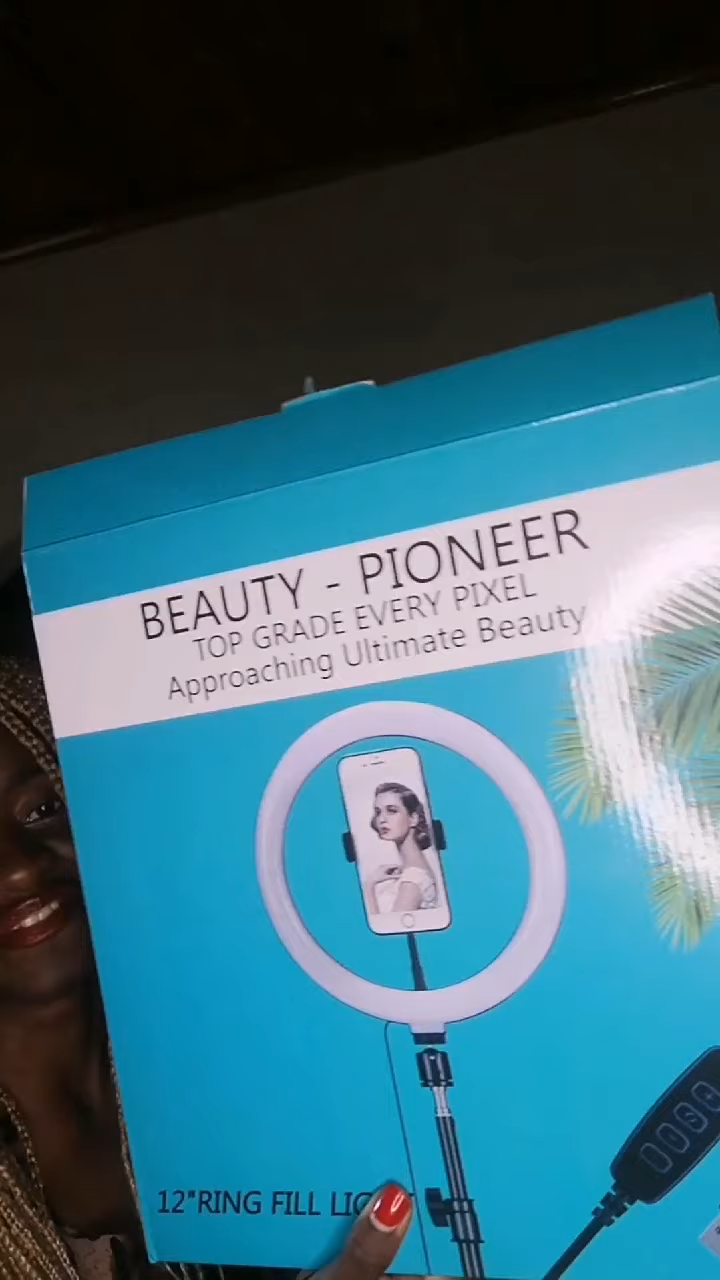 BEAUTY - PIONEER
TOP GRADE EVERY PIXEL
Approaching Ultimate Beauty
12"RING FILL